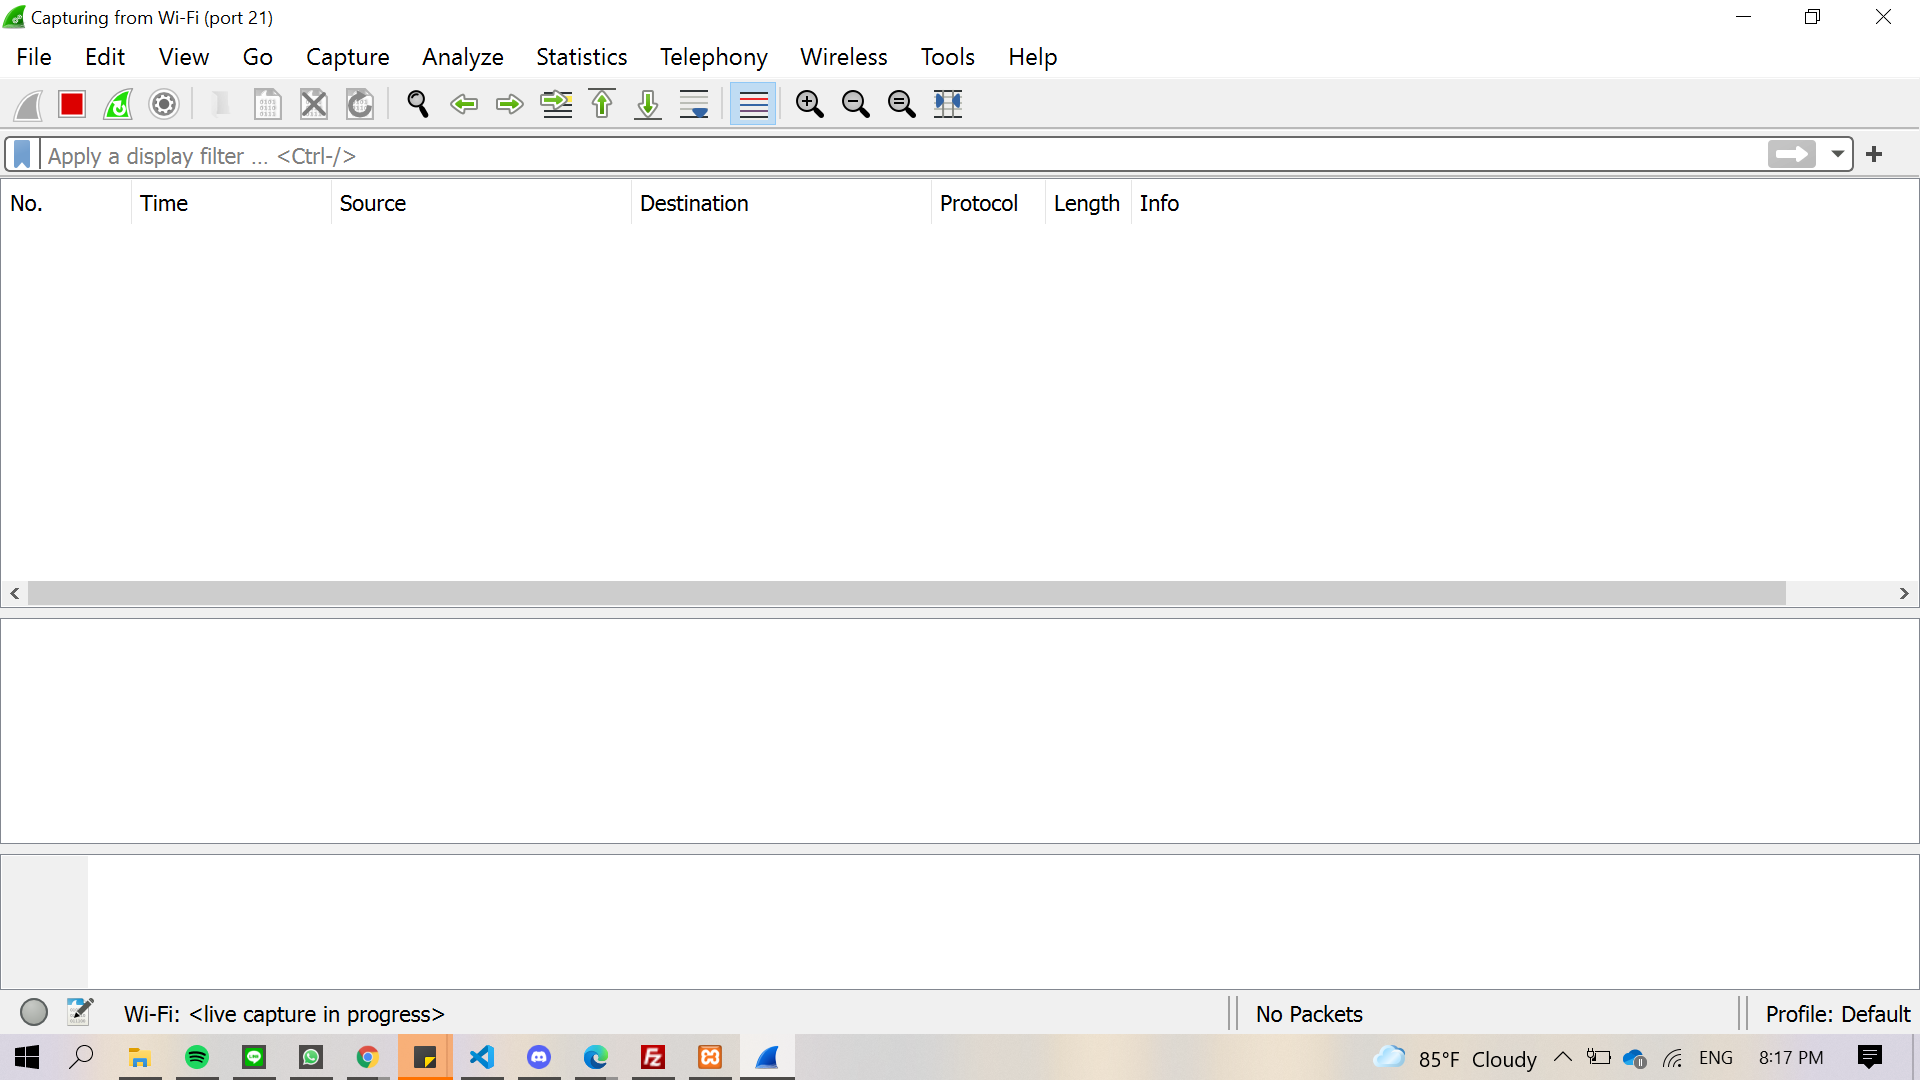 Capturing from Wi-Fi (port 21)
File Edit View Go Capture Analyze Statistics Telephony Wireless Tools Help
Apply a display filter ... <Ctrl-/>
No. Time Source Destination Protocol Length Info
Wi-Fi: <live capture in progress> No Packets Profile: Default
85°F Cloudy ENG 8:17 PM